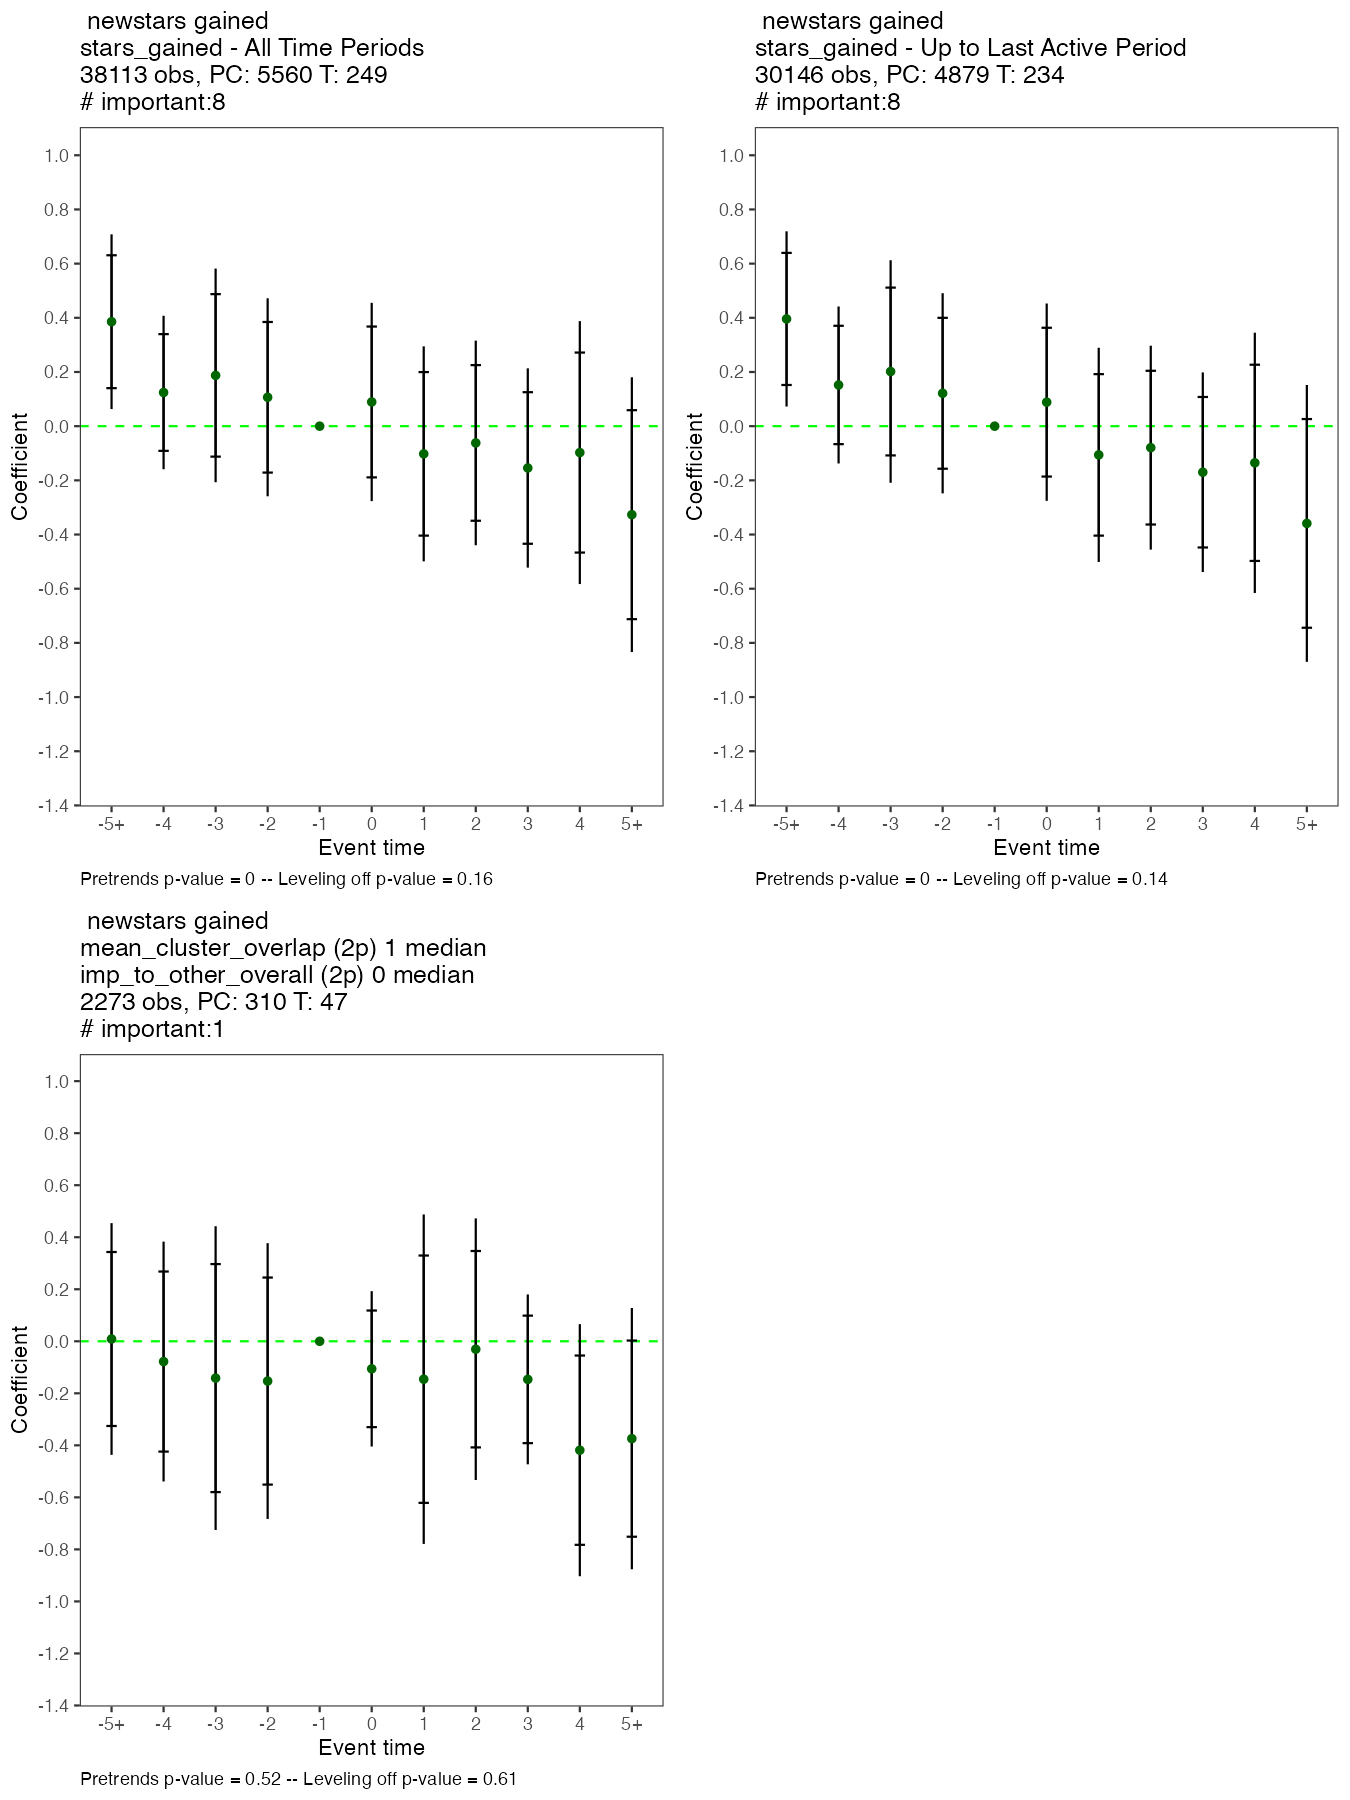 newstars gained
stars_gained - All Time Periods
38113 obs, PC: 5560 T: 249
# important:8
1.0
0.8
0.6
0.4
0.2
0.0
-0.2
-0.4
-0.6
-0.8
-1.0
-1.2
-1.4
Coefficient
-5+ -4 -3 -2 -1 0 1 2 3 4 5+
Event time
Pretrends p-value = 0 -- Leveling off p-value = 0.16
newstars gained
stars_gained - Up to Last Active Period
30146 obs, PC: 4879 T: 234
# important:8
1.0
0.8
0.6
0.4
0.2
0.0
-0.2
-0.4
-0.6
-0.8
-1.0
-1.2
-1.4
Coefficient
-5+ -4 -3 -2 -1 0 1 2 3 4 5+
Event time
Pretrends p-value = 0 -- Leveling off p-value = 0.14
newstars gained
mean_cluster_overlap (2p) 1 median
imp_to_other_overall (2p) 0 median
2273 obs, PC: 310 T: 47
# important:1
1.0
0.8
0.6
0.4
0.2
0.0
-0.2
-0.4
-0.6
-0.8
-1.0
-1.2
-1.4
Coefficient
-5+ -4 -3 -2 -1 0 1 2 3 4 5+
Event time
Pretrends p-value = 0.52 -- Leveling off p-value = 0.61